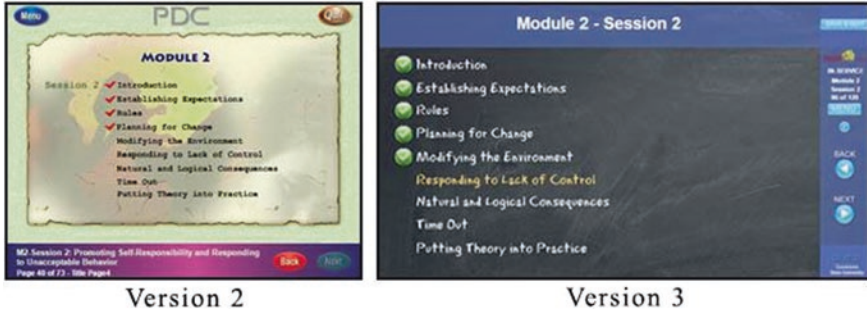 Menu
PDC
Quit
MODULE 2
Session 2 Introduction
Establishing Expectations
Rules
Planning for Change
Modifying the Environment
Responding to Lack of Control
Natural and Logical Consequences
Time Out
Putting Theory into Practice
M2 Session 2: Promoting Self-Responsibility and Responding
to Unacceptable Behavior
Page 40 of 73 - Title Page4
Back
Next
Version 2
Module 2 - Session 2
Introduction
Establishing Expectations
Rules
Planning for Change
Modifying the Environment
Responding to Lack of Control
Natural and Logical Consequences
Time Out
Putting Theory into Practice
IN-SERVICE
Module 2
Session 2
MENU
BACK
NEXT
Version 3